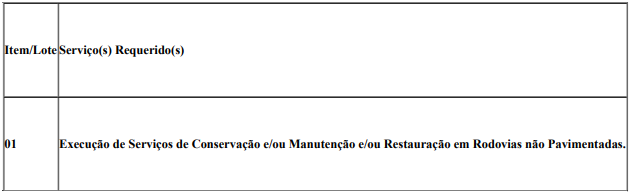 Item/Lote Serviço(s) Requerido(s)
01 Execução de Serviços de Conservação e/ou Manutenção e/ou Restauração em Rodovias não Pavimentadas.